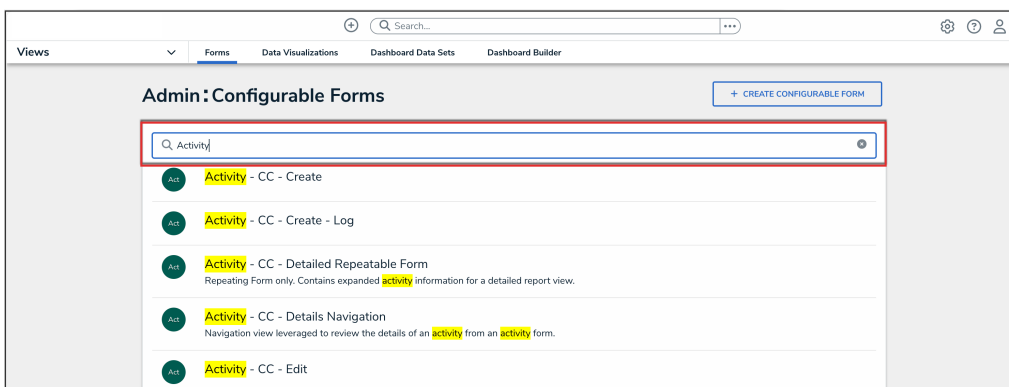 Search...
Views
Forms Data Visualizations Dashboard Data Sets Dashboard Builder
Admin:Configurable Forms
+ CREATE CONFIGURABLE FORM
Activity
Act Activity - CC - Create
Act Activity - CC - Create - Log
Act Activity - CC - Detailed Repeatable Form
Repeating Form only. Contains expanded activity information for a detailed report view.
Act Activity - CC - Details Navigation
Navigation view leveraged to review the details of an activity from an activity form.
Act Activity - CC - Edit